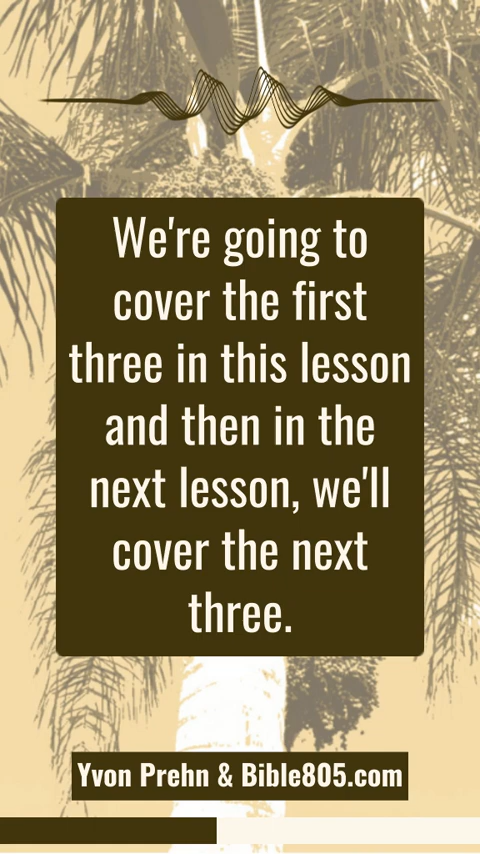 We're going to
cover the first
three in this lesson
and then in the
next lesson, we'll
cover the next
three.
Yvon Prehn & Bible805.com